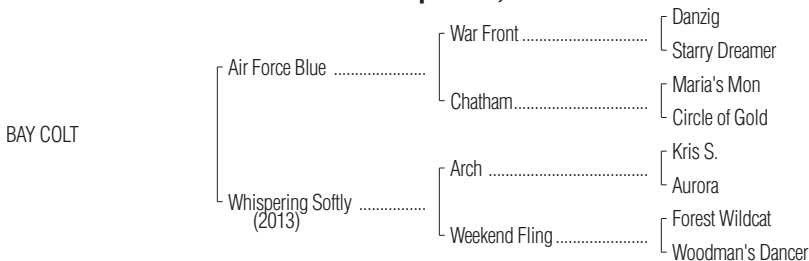 Danzig
War Front
Starry Dreamer
Air Force Blue
Maria's Mon
Chatham
Circle of Gold
BAY COLT
Kris S.
Arch
Aurora
Whispering Softly
(2013)
Forest Wildcat
Weekend Fling
Woodman's Dancer